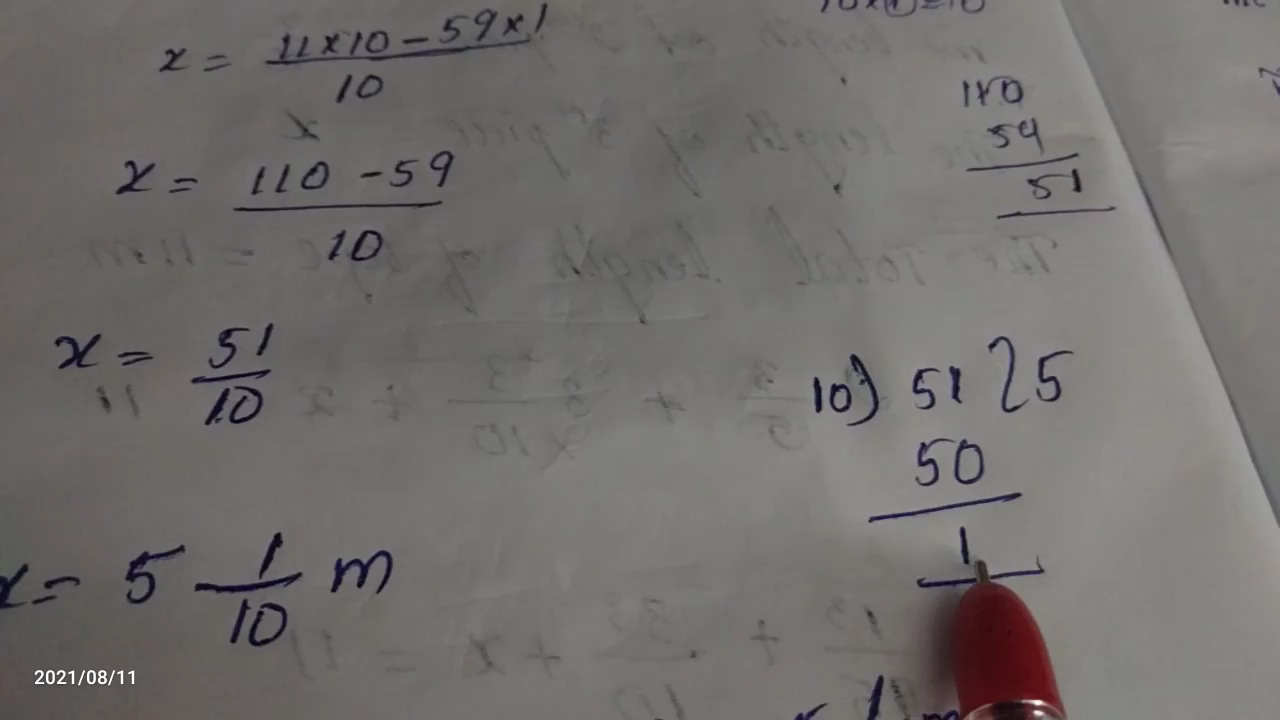 x = 11×10 - 59×1
10
x = 110 - 59
10
x = 51
10
x = 5 1/10 m
110
59
51
10) 51 ( 5
50
1
2021/08/11